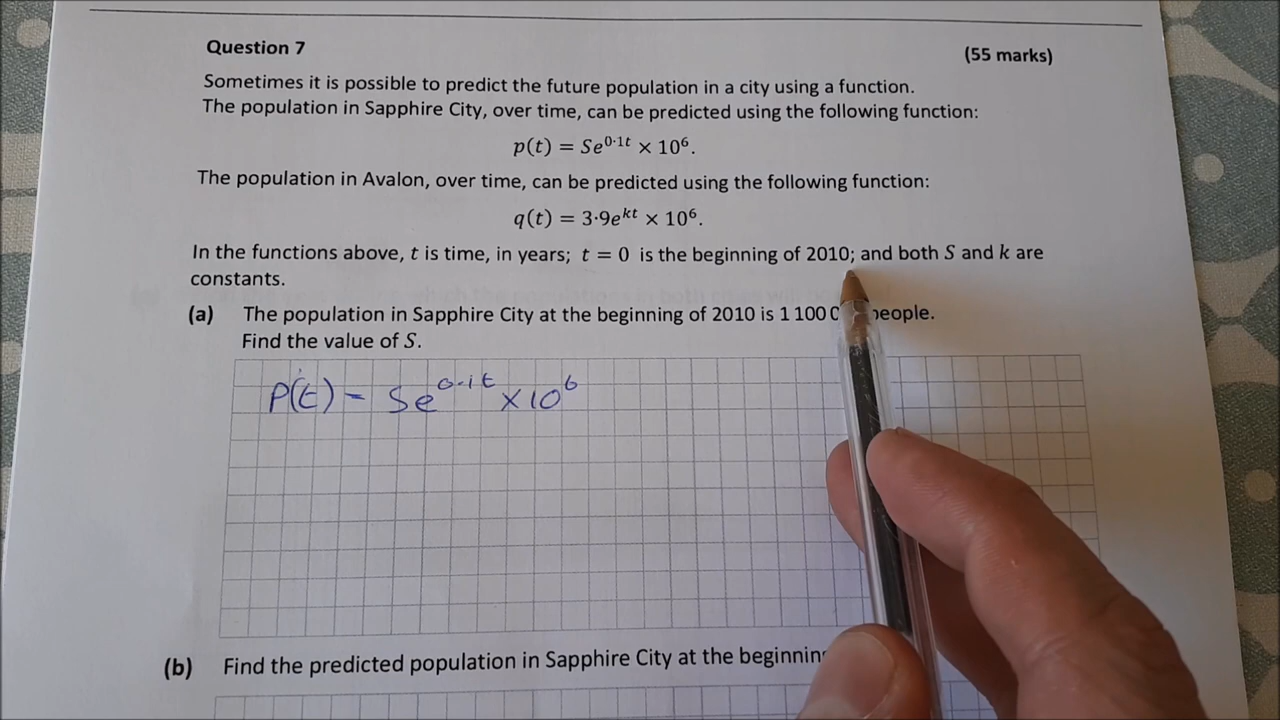 Question 7
(55 marks)
Sometimes it is possible to predict the future population in a city using a function.
The population in Sapphire City, over time, can be predicted using the following function:
p(t) = Se^{0·1t} × 10^6.
The population in Avalon, over time, can be predicted using the following function:
q(t) = 3·9e^{kt} × 10^6.
In the functions above, t is time, in years; t = 0 is the beginning of 2010; and both S and k are
constants.
(a) The population in Sapphire City at the beginning of 2010 is 1 100 people.
Find the value of S.
P(t) = Se^{0·1t} × 10^6
(b) Find the predicted population in Sapphire City at the